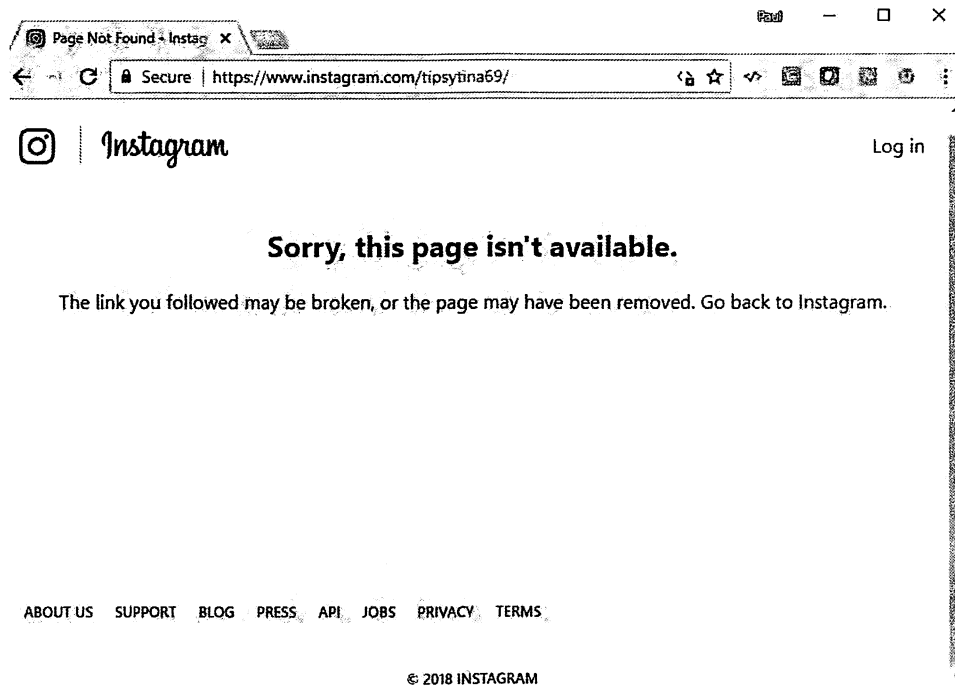 Paul
Page Not Found - Instag
Secure | https://www.instagram.com/tipsytina69/
Instagram
Log in
Sorry, this page isn't available.
The link you followed may be broken, or the page may have been removed. Go back to Instagram.
ABOUT US SUPPORT BLOG PRESS API JOBS PRIVACY TERMS
© 2018 INSTAGRAM